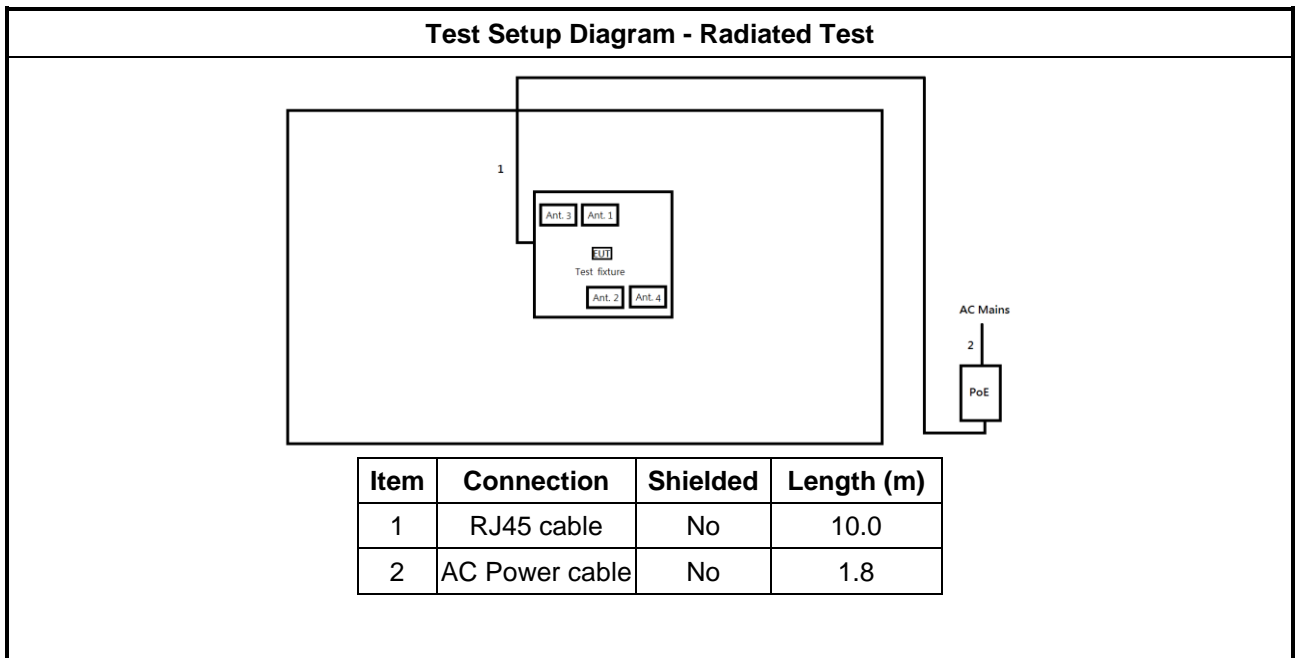 Test Setup Diagram - Radiated Test
1
Ant. 3 Ant. 1
EUT
Test fixture
Ant. 2 Ant. 4
AC Mains
2
PoE
Item Connection Shielded Length (m)
1 RJ45 cable No 10.0
2 AC Power cable No 1.8